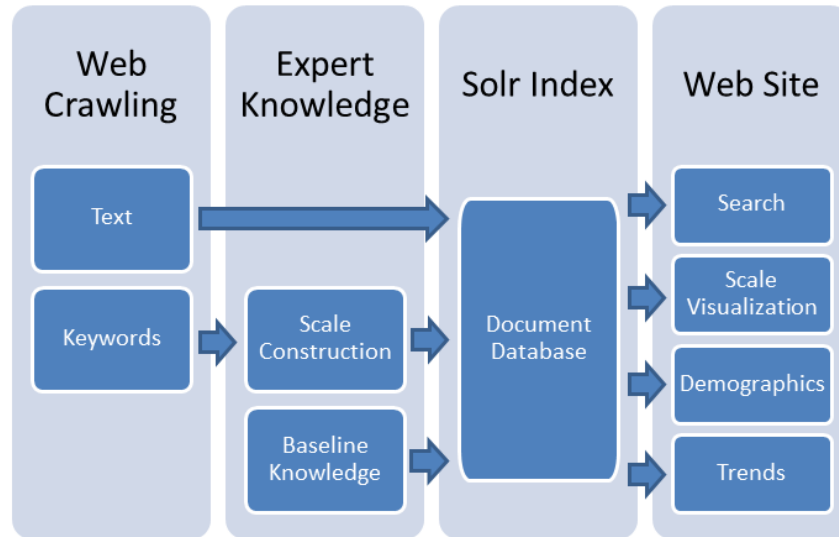 Web
Crawling
Expert
Knowledge
Solr Index
Web Site
Text
Keywords
Scale
Construction
Baseline
Knowledge
Document
Database
Search
Scale
Visualization
Demographics
Trends